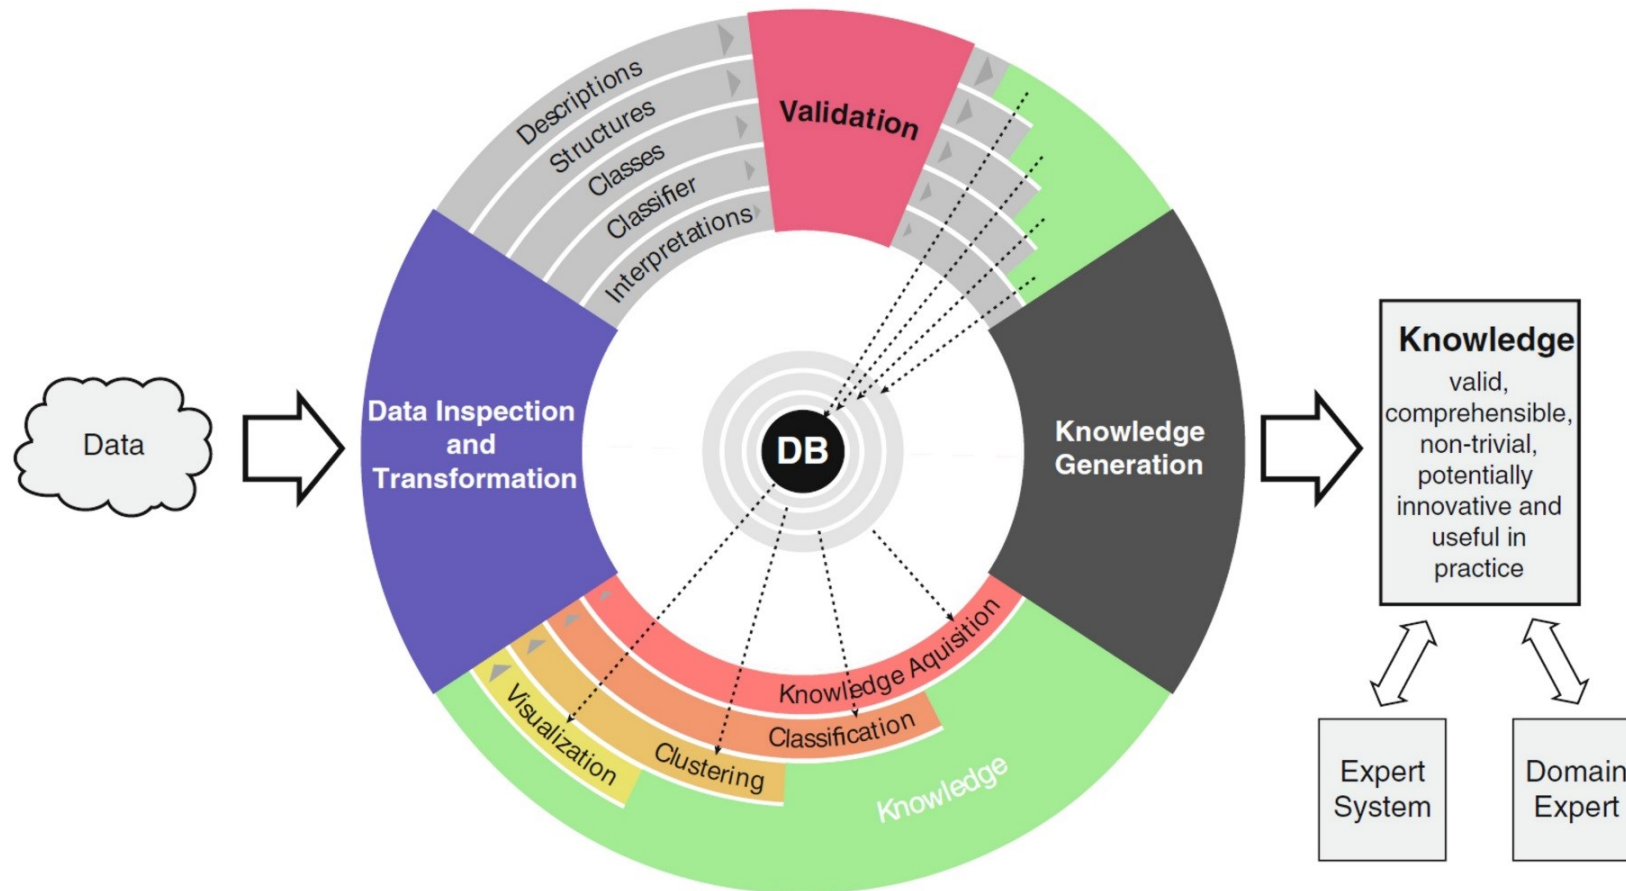 Descriptions
Structures
Classes
Classifier
Interpretations
Validation
Data
Data Inspection
and
Transformation
DB
Knowledge
Generation
Knowledge
valid,
comprehensible,
non-trivial,
potentially
innovative and
useful in
practice
Knowledge Aquisition
Classification
Clustering
Visualization
Knowledge
Expert
System
Domain
Expert